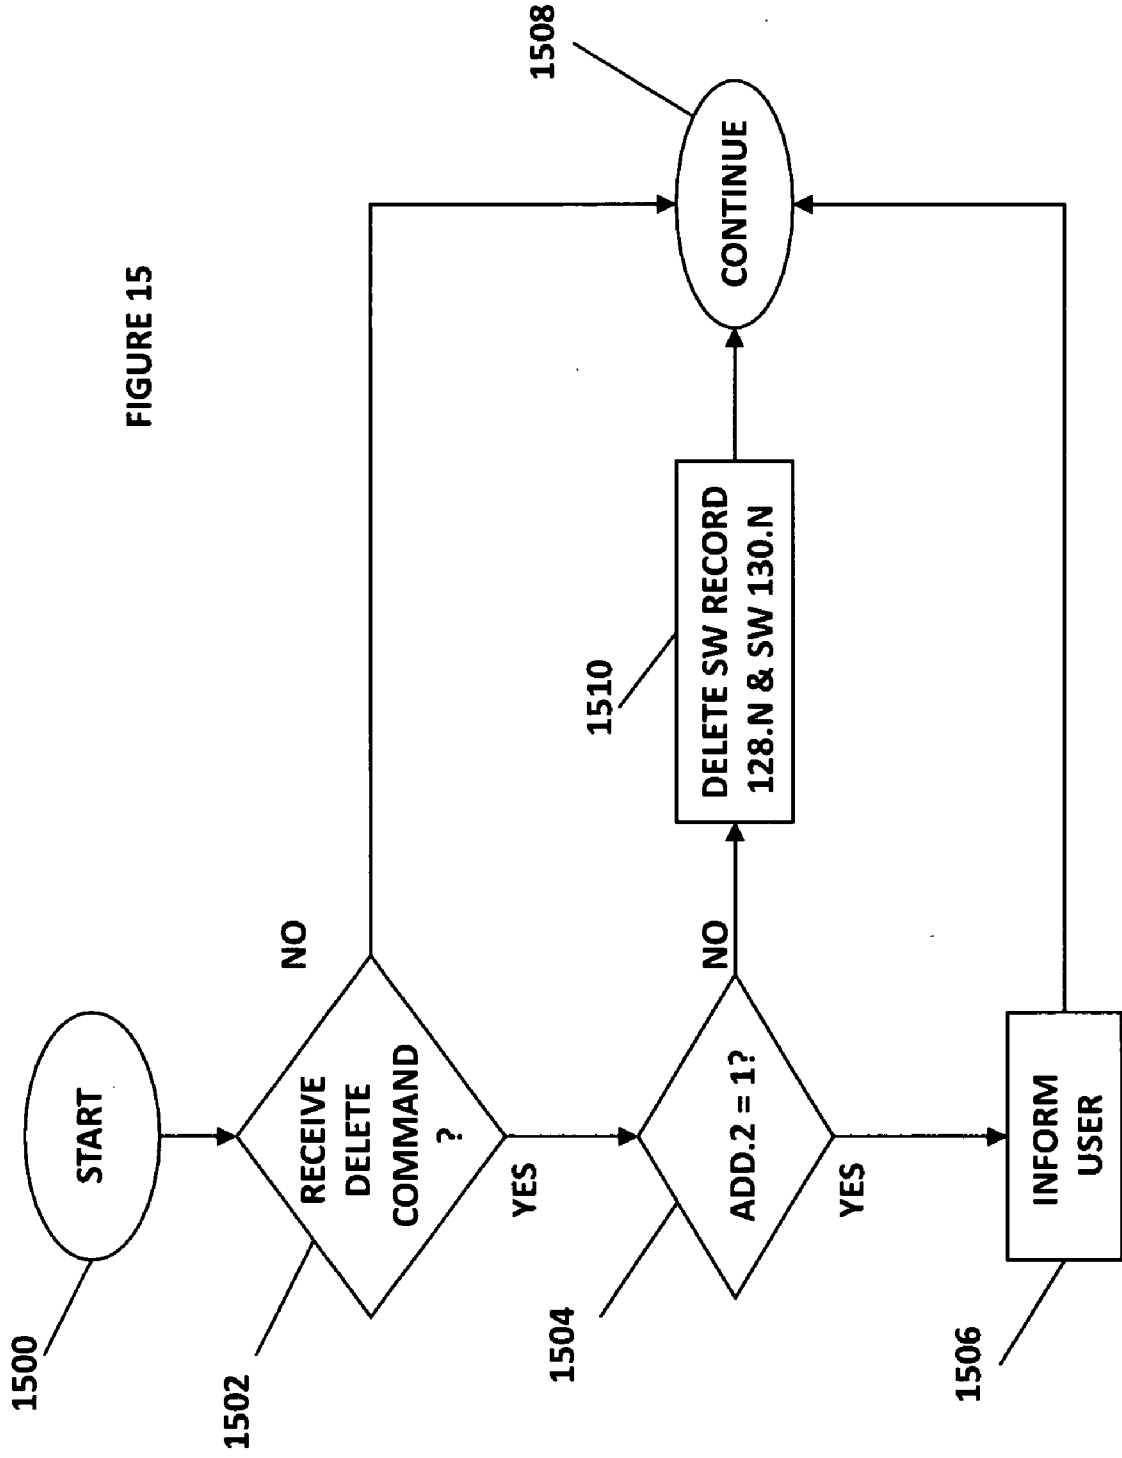 FIGURE 15
1500
START
1502
RECEIVE
DELETE
COMMAND
?
NO
YES
1504
ADD.2 = 1?
NO
YES
1510
DELETE SW RECORD
128.N & SW 130.N
1508
CONTINUE
1506
INFORM
USER